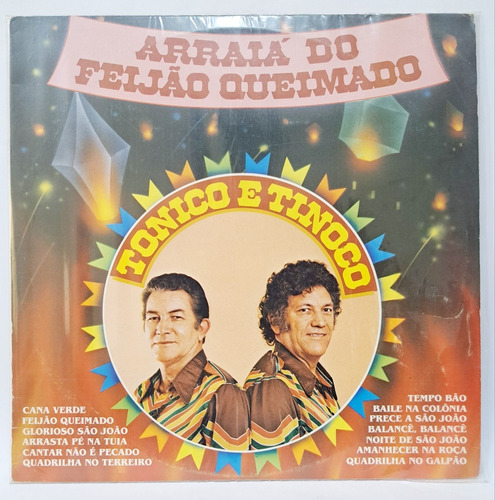 ARRAIÁ DO
FEIJÃO QUEIMADO
TONICO E TINOCO
CANA VERDE
FEIJÃO QUEIMADO
GLORIOSO SÃO JOÃO
ARRASTA PÉ NA TUIA
CANTAR NÃO É PECADO
QUADRILHA NO TERREIRO
TEMPO BÃO
BAILE NA COLÔNIA
PRECE A SÃO JOÃO
BALANCÊ, BALANCÊ
NOITE DE SÃO JOÃO
AMANHECER NA ROÇA
QUADRILHA NO GALPÃO